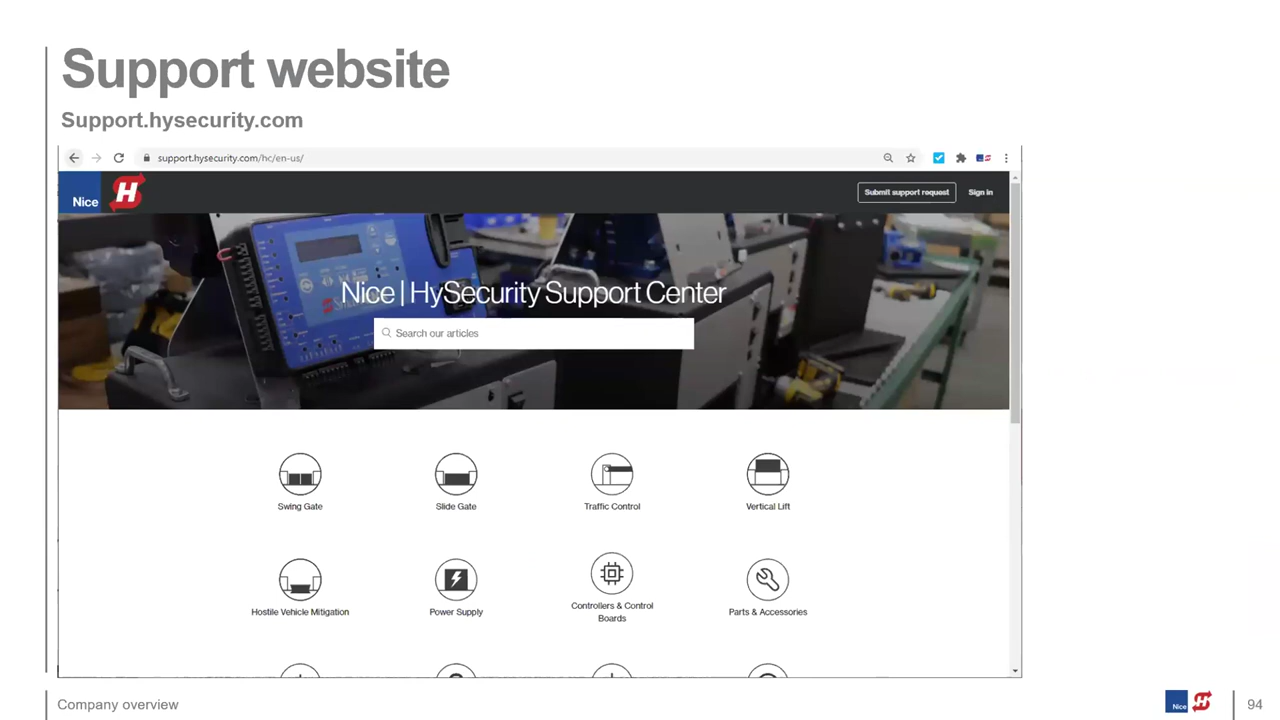 Support website
Support.hysecurity.com
support.hysecurity.com/hc/en-us/
Nice H
Submit support request
Sign in
Nice | HySecurity Support Center
Search our articles
Swing Gate
Slide Gate
Traffic Control
Vertical Lift
Hostile Vehicle Mitigation
Power Supply
Controllers & Control
Boards
Parts & Accessories
Company overview
Nice H
94